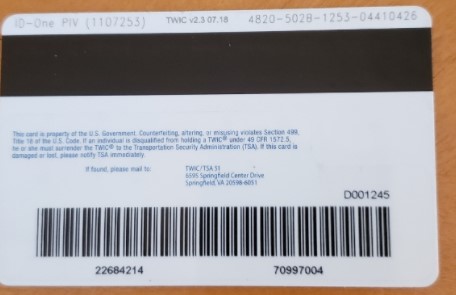 ID-One PIV (1107253) TWIC v2.3 07.18 4820-5028-1253-04410426
This card is property of the U.S. Government. Counterfeiting, altering, or misusing violates Section 499,
Title 18 of the U.S. Code. If an individual is disqualified from holding a TWIC® under 49 CFR 1572.5,
he or she must surrender the TWIC® to the Transportation Security Administration (TSA). If this card is
damaged or lost, please notify TSA immediately.
If found, please mail to: TWIC/TSA 51
6595 Springfield Center Drive
Springfield, VA 20598-6051
D001245
22684214 70997004